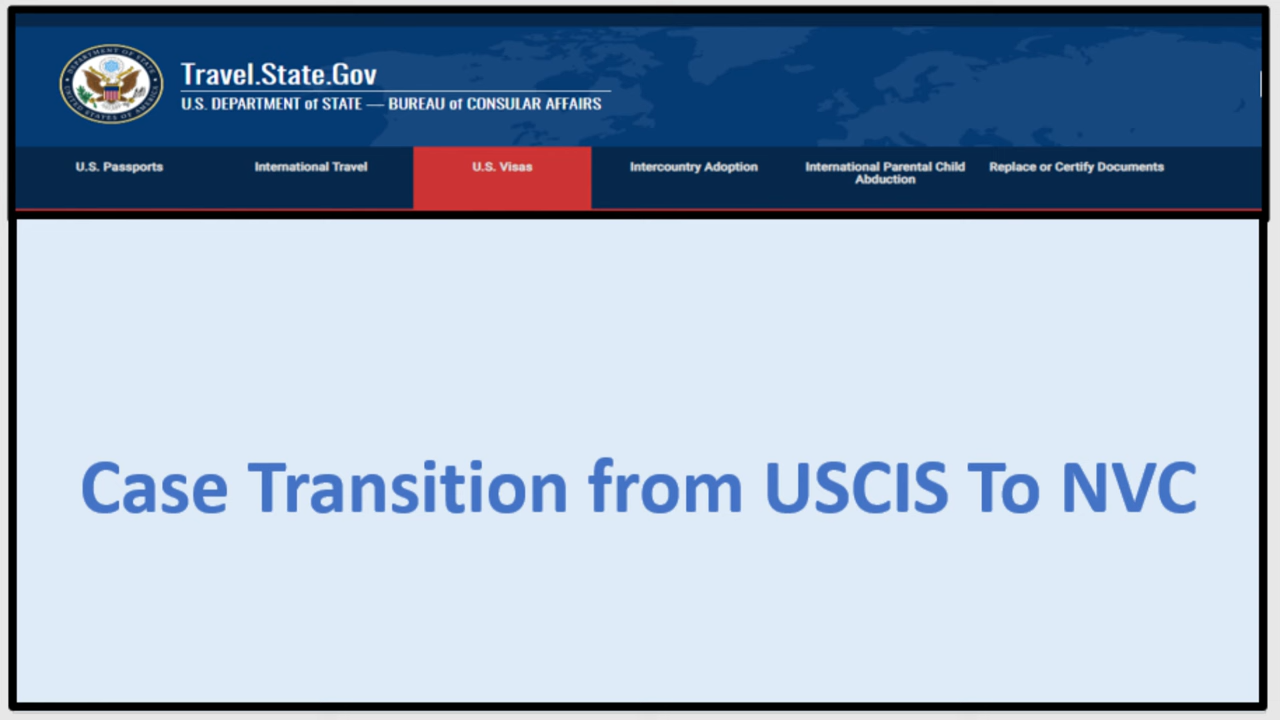 Travel.State.Gov
U.S. DEPARTMENT of STATE — BUREAU of CONSULAR AFFAIRS
U.S. Passports
International Travel
U.S. Visas
Intercountry Adoption
International Parental Child
Abduction
Replace or Certify Documents
Case Transition from USCIS To NVC